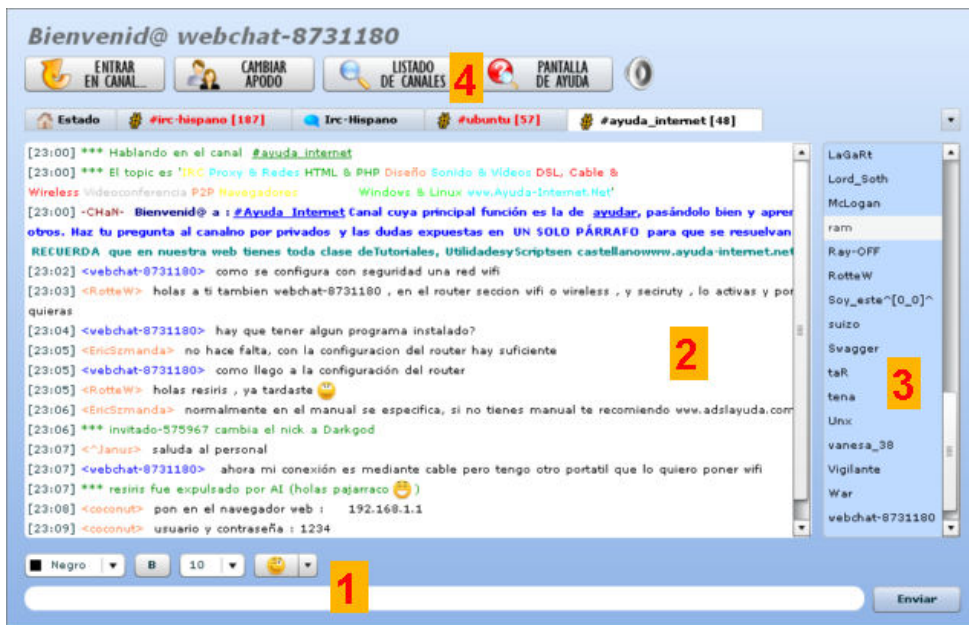 Bienvenid@ webchat-8731180
ENTRAR EN CANAL...
CAMBIAR APODO
LISTADO DE CANALES
4
PANTALLA DE AYUDA
Estado
#irc-hispano [187]
Irc-Hispano
#ubuntu [57]
#ayuda_internet [48]
[23:00] *** Hablando en el canal #ayuda_internet
[23:00] *** El topic es 'IRC Proxy & Redes HTML & PHP Diseño Sonido & Videos DSL, Cable &
Wireless Videoconferencia P2P Navegadores Windows & Linux www.Ayuda-Internet.Net'
[23:00] -CHaN- Bienvenid@ a : #Ayuda_Internet Canal cuya principal función es la de ayudar, pasándolo bien y apren
otros. Haz tu pregunta al canalno por privados y las dudas expuestas en UN SOLO PÁRRAFO para que se resuelvan
RECUERDA que en nuestra web tienes toda clase deTutoriales, UtilidadesyScriptsen castellanowww.ayuda-internet.net
[23:02] <webchat-8731180> como se configura con seguridad una red wifi
[23:03] <RotteW> holas a ti tambien webchat-8731180 , en el router seccion wifi o wireless , y seciruty , lo activas y pon
quieras
[23:04] <webchat-8731180> hay que tener algun programa instalado?
[23:05] <EricSzmanda> no hace falta, con la configuracion del router hay suficiente
[23:05] <webchat-8731180> como llego a la configuración del router
[23:05] <RotteW> holas resiris , ya tardaste
[23:06] <EricSzmanda> normalmente en el manual se especifica, si no tienes manual te recomiendo www.adslayuda.com
[23:06] *** invitado-575967 cambia el nick a Darkgod
[23:07] <^Janus> saluda al personal
[23:07] <webchat-8731180> ahora mi conexión es mediante cable pero tengo otro portatil que lo quiero poner wifi
[23:07] *** resiris fue expulsado por AI (holas pajarraco )
[23:08] <coconut> pon en el navegador web : 192.168.1.1
[23:09] <coconut> usuario y contraseña : 1234
2
LaGaRt
Lord_Soth
McLogan
ram
Ray-OFF
RotteW
Soy_este^[0_0]^
suizo
Swagger
taR
tena
Unx
vanesa_38
Vigilante
War
webchat-8731180
3
Negro
B
10
1
Enviar